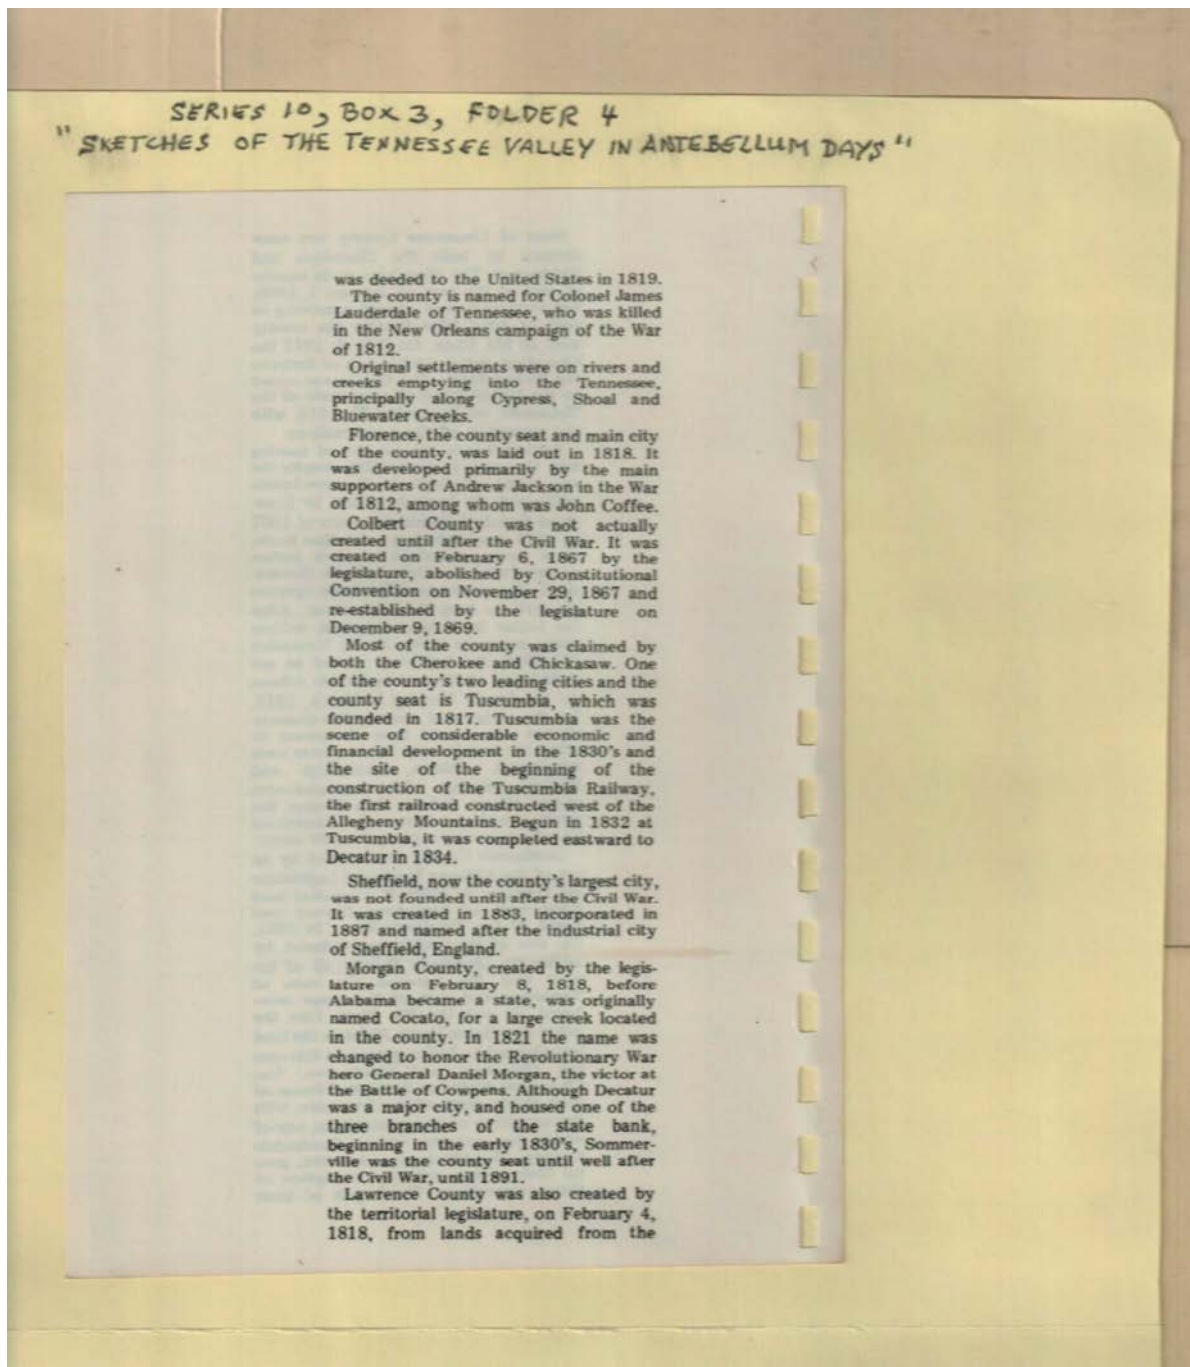 SERIES 10, BOX 3, FOLDER 4
"SKETCHES OF THE TENNESSEE VALLEY IN ANTEBELLUM DAYS"
was deeded to the United States in 1819.
The county is named for Colonel James
Lauderdale of Tennessee, who was killed
in the New Orleans campaign of the War
of 1812.
Original settlements were on rivers and
creeks emptying into the Tennessee,
principally along Cypress, Shoal and
Bluewater Creeks.
Florence, the county seat and main city
of the county, was laid out in 1818. It
was developed primarily by the main
supporters of Andrew Jackson in the War
of 1812, among whom was John Coffee.
Colbert County was not actually
created until after the Civil War. It was
created on February 6, 1867 by the
legislature, abolished by Constitutional
Convention on November 29, 1867 and
re-established by the legislature on
December 9, 1869.
Most of the county was claimed by
both the Cherokee and Chickasaw. One
of the county's two leading cities and the
county seat is Tuscumbia, which was
founded in 1817. Tuscumbia was the
scene of considerable economic and
financial development in the 1830's and
the site of the beginning of the
construction of the Tuscumbia Railway,
the first railroad constructed west of the
Allegheny Mountains. Begun in 1832 at
Tuscumbia, it was completed eastward to
Decatur in 1834.
Sheffield, now the county's largest city,
was not founded until after the Civil War.
It was created in 1883, incorporated in
1887 and named after the industrial city
of Sheffield, England.
Morgan County, created by the legis-
lature on February 8, 1818, before
Alabama became a state, was originally
named Cocato, for a large creek located
in the county. In 1821 the name was
changed to honor the Revolutionary War
hero General Daniel Morgan, the victor at
the Battle of Cowpens. Although Decatur
was a major city, and housed one of the
three branches of the state bank,
beginning in the early 1830's, Sommer-
ville was the county seat until well after
the Civil War, until 1891.
Lawrence County was also created by
the territorial legislature, on February 4,
1818, from lands acquired from the